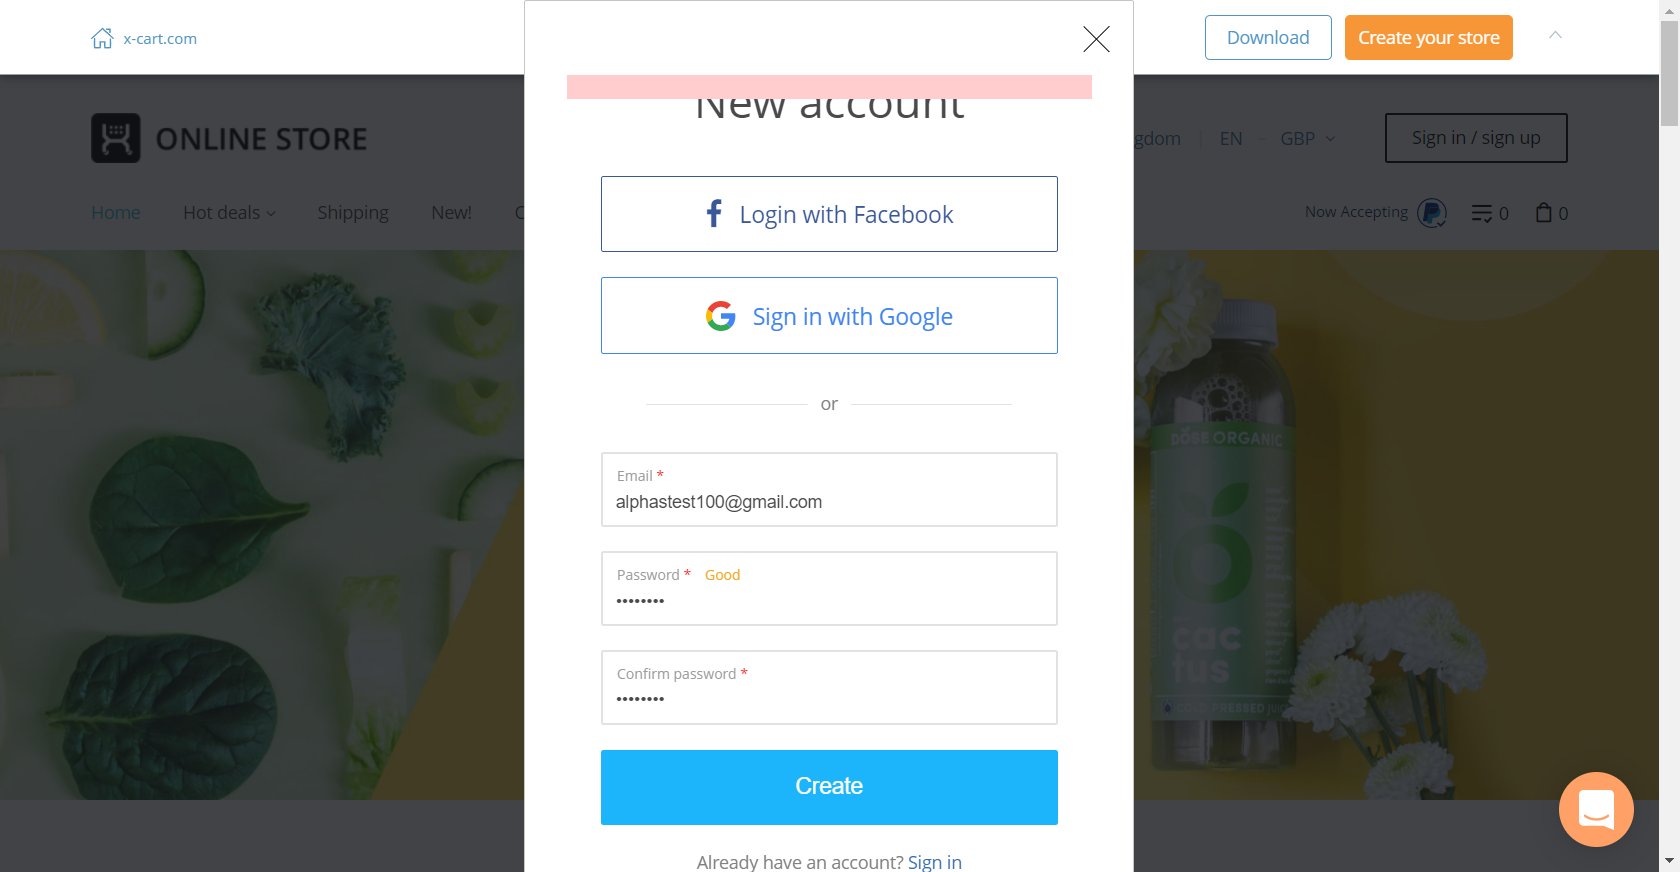 x-cart.com
Download
Create your store
New account
ONLINE STORE
gdom
EN
GBP
Sign in / sign up
Login with Facebook
Home
Hot deals
Shipping
New!
Now Accepting
0
0
Sign in with Google
or
DOSE ORGANIC
Email *
alphastest100@gmail.com
Password * Good
••••••••
cac
tus
Confirm password *
••••••••
COLD PRESSED JUICE
Create
Already have an account? Sign in